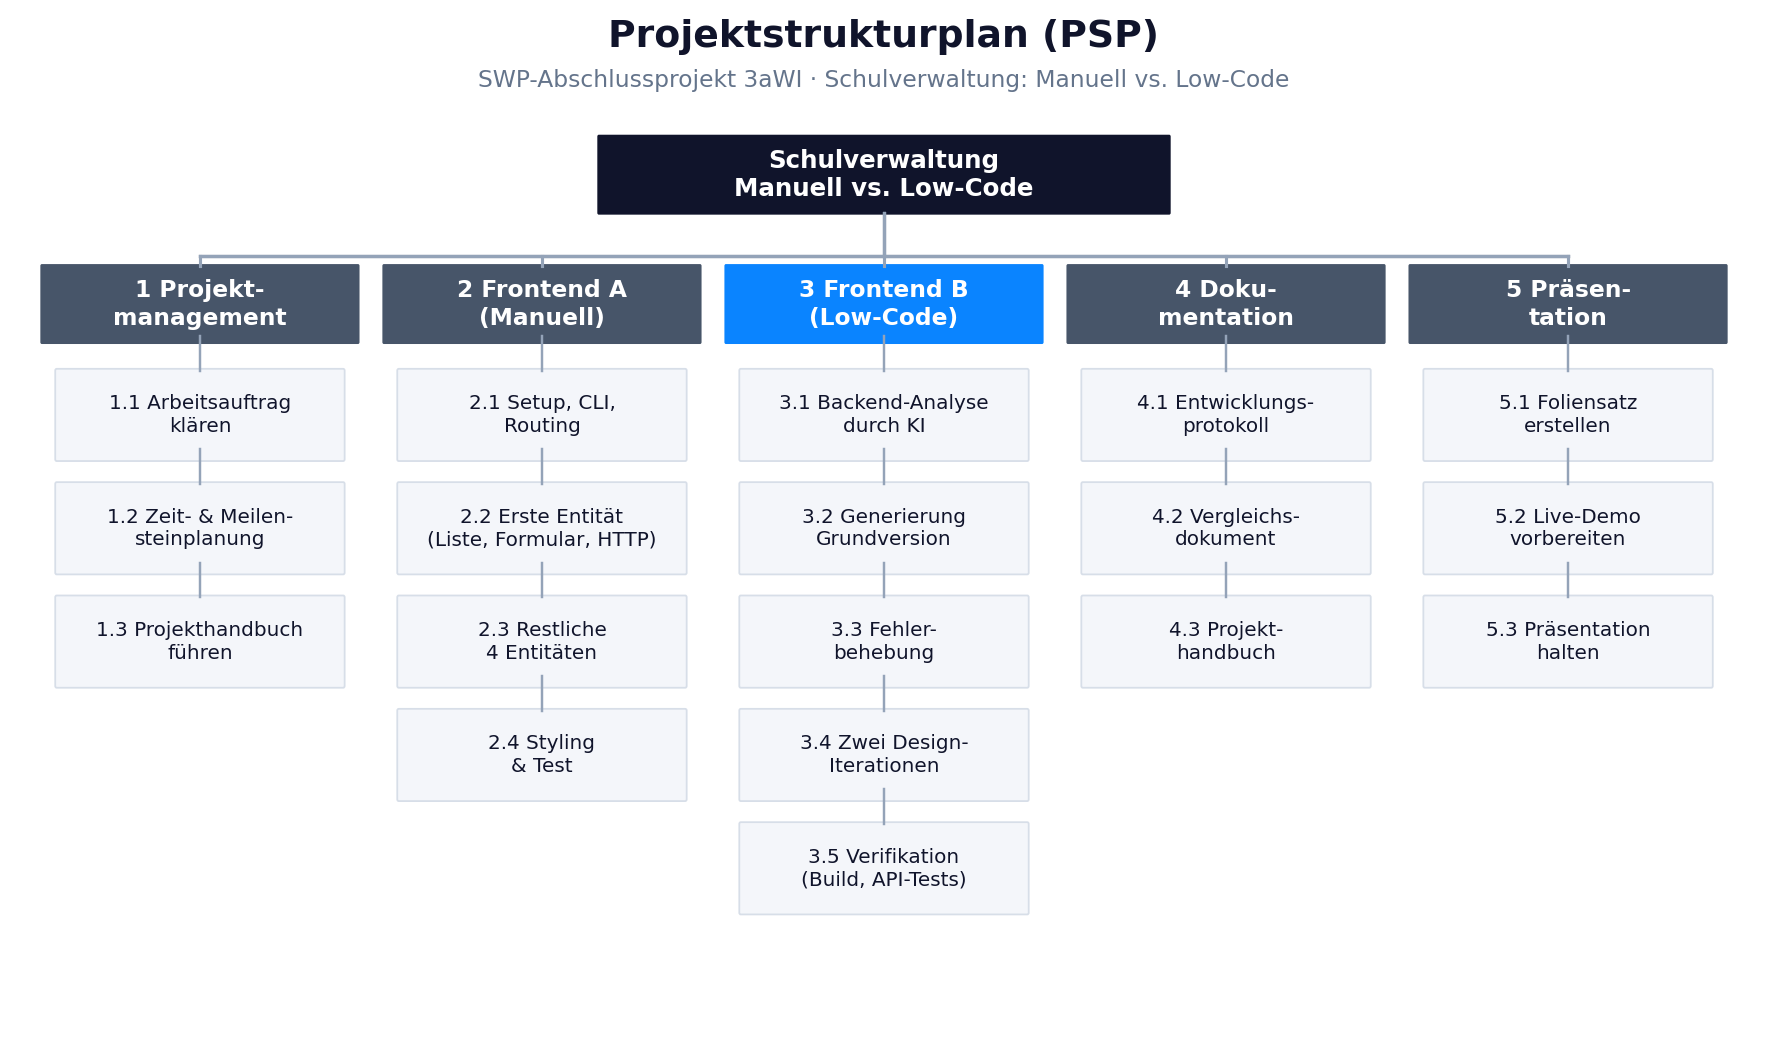 Projektstrukturplan (PSP)
SWP-Abschlussprojekt 3aWI · Schulverwaltung: Manuell vs. Low-Code
Schulverwaltung
Manuell vs. Low-Code
1 Projekt-
management
1.1 Arbeitsauftrag
klären
1.2 Zeit- & Meilen-
steinplanung
1.3 Projekthandbuch
führen
2 Frontend A
(Manuell)
2.1 Setup, CLI,
Routing
2.2 Erste Entität
(Liste, Formular, HTTP)
2.3 Restliche
4 Entitäten
2.4 Styling
& Test
3 Frontend B
(Low-Code)
3.1 Backend-Analyse
durch KI
3.2 Generierung
Grundversion
3.3 Fehler-
behebung
3.4 Zwei Design-
Iterationen
3.5 Verifikation
(Build, API-Tests)
4 Doku-
mentation
4.1 Entwicklungs-
protokoll
4.2 Vergleichs-
dokument
4.3 Projekt-
handbuch
5 Präsen-
tation
5.1 Foliensatz
erstellen
5.2 Live-Demo
vorbereiten
5.3 Präsentation
halten